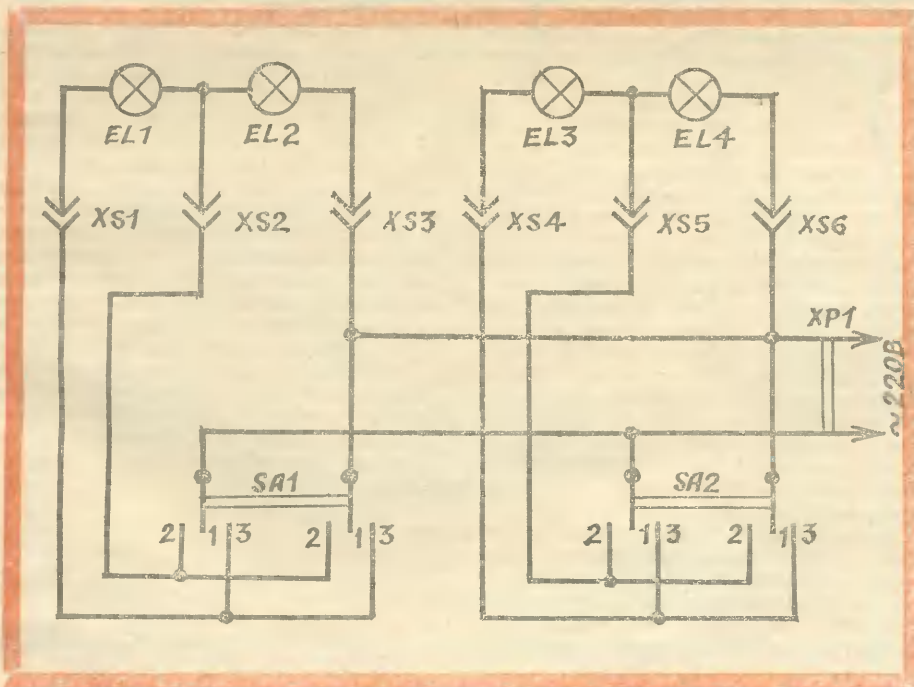 EL1 EL2 EL3 EL4
XS1 XS2 XS3 XS4 XS5 XS6
XP1
~220В
SA1 SA2
2 1 3 2 1 3 2 1 3 2 1 3